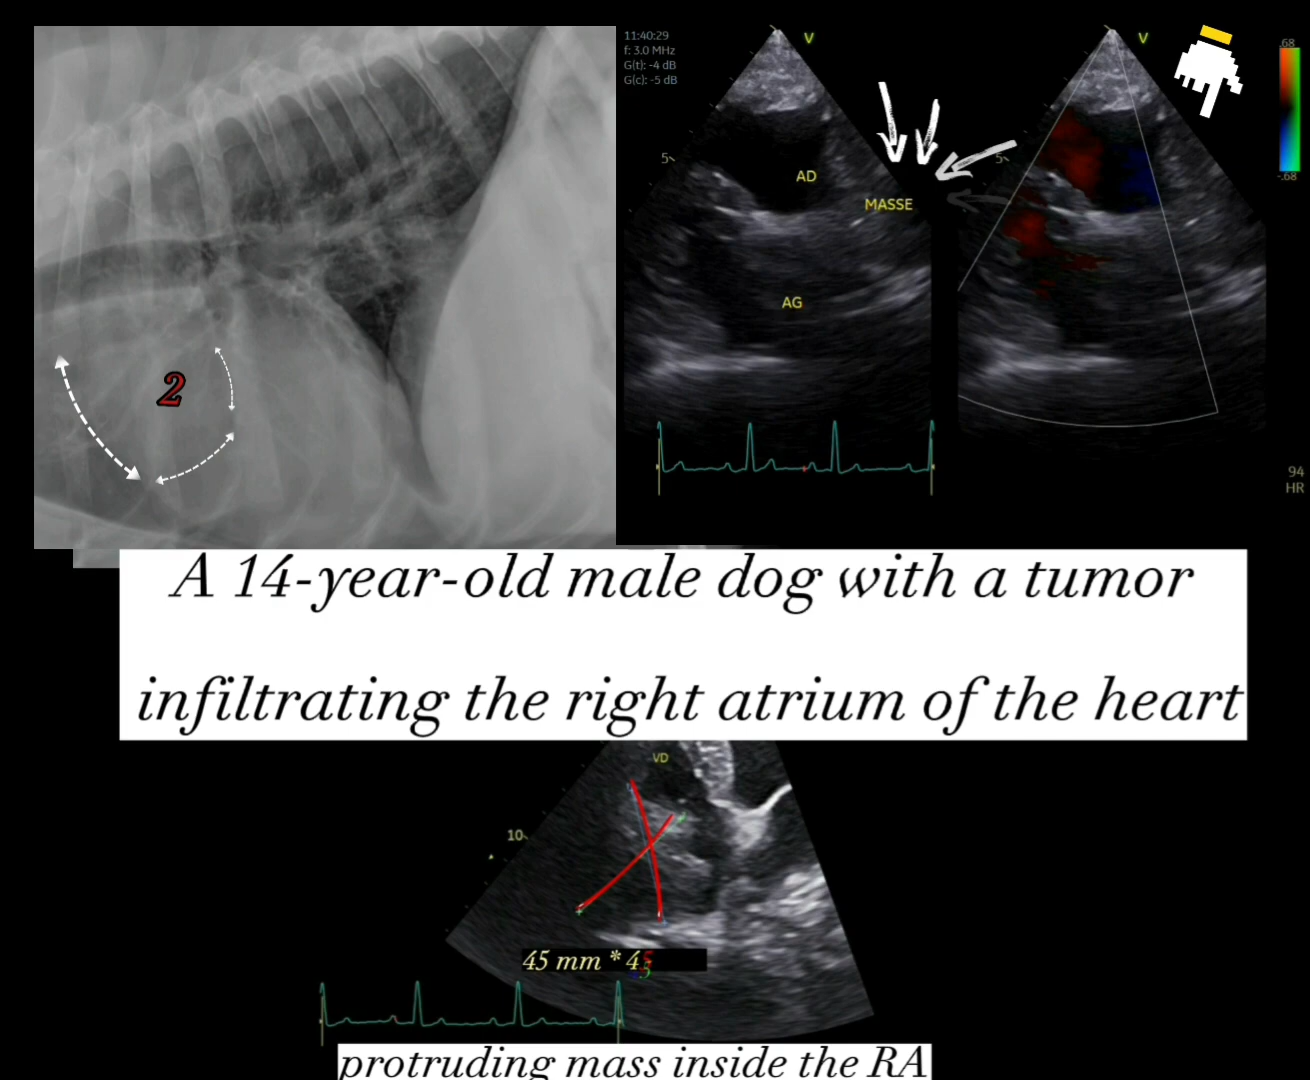 11:40:29
f: 3.0 MHz
G(t): -4 dB
G(c): -5 dB
V
V
.68
-.68
5
5
AD
MASSE
AG
2
94
HR
A 14-year-old male dog with a tumor
infiltrating the right atrium of the heart
VD
10
45 mm * 45
protruding mass inside the RA